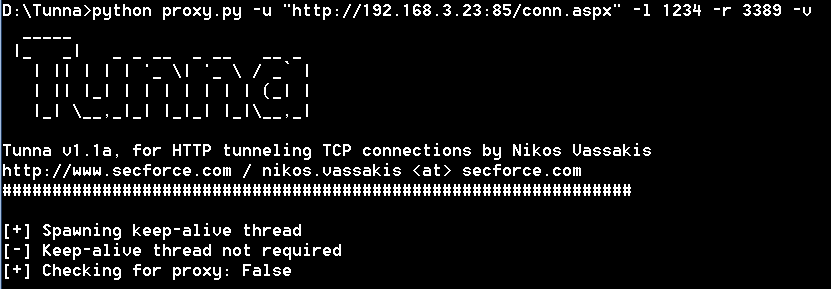 D:\Tunna>python proxy.py -u "http://192.168.3.23:85/conn.aspx" -l 1234 -r 3389 -v
Tunna
Tunna v1.1a, for HTTP tunneling TCP connections by Nikos Vassakis
http://www.secforce.com / nikos.vassakis <at> secforce.com
###############################################################
[+] Spawning keep-alive thread
[-] Keep-alive thread not required
[+] Checking for proxy: False